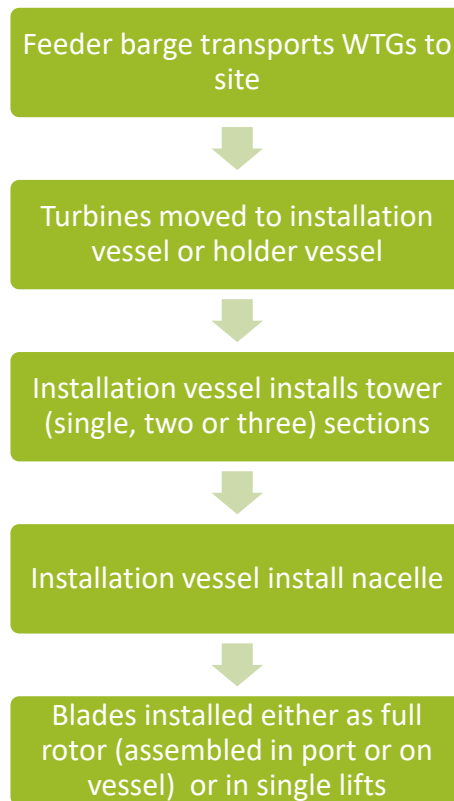 Feeder barge transports WTGs to
site
Turbines moved to installation
vessel or holder vessel
Installation vessel installs tower
(single, two or three) sections
Installation vessel install nacelle
Blades installed either as full
rotor (assembled in port or on
vessel)  or in single lifts